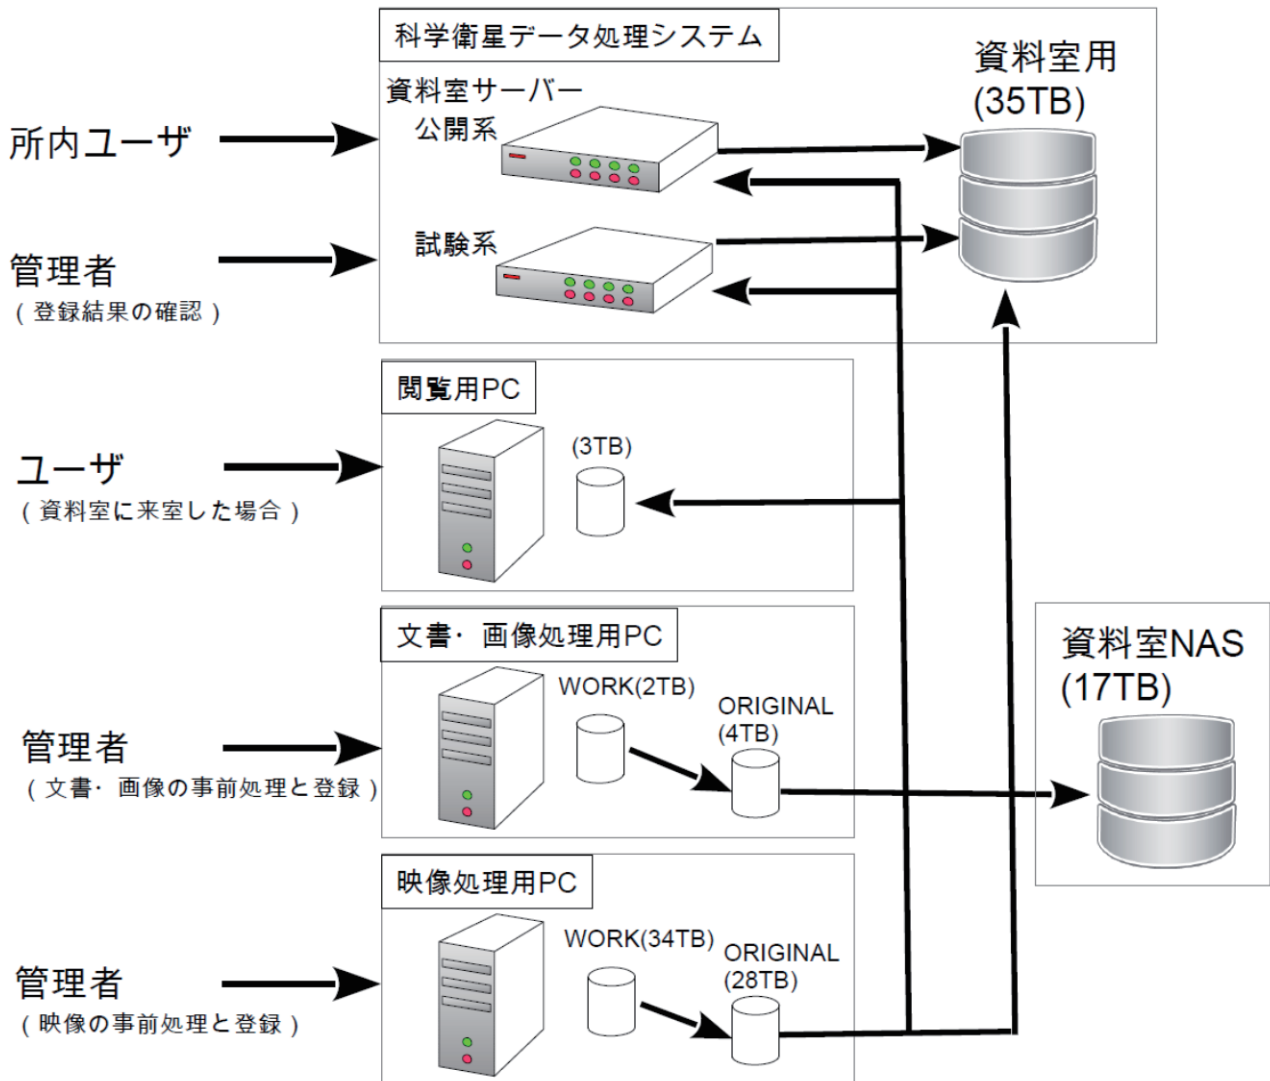 科学衛星データ処理システム
資料室用
(35TB)
資料室サーバー
公開系
所内ユーザ
試験系
管理者
(登録結果の確認)
閲覧用PC
(3TB)
ユーザ
(資料室に来室した場合)
文書・画像処理用PC
資料室NAS
(17TB)
WORK(2TB)
ORIGINAL
(4TB)
管理者
(文書・画像の事前処理と登録)
映像処理用PC
WORK(34TB)
ORIGINAL
(28TB)
管理者
(映像の事前処理と登録)